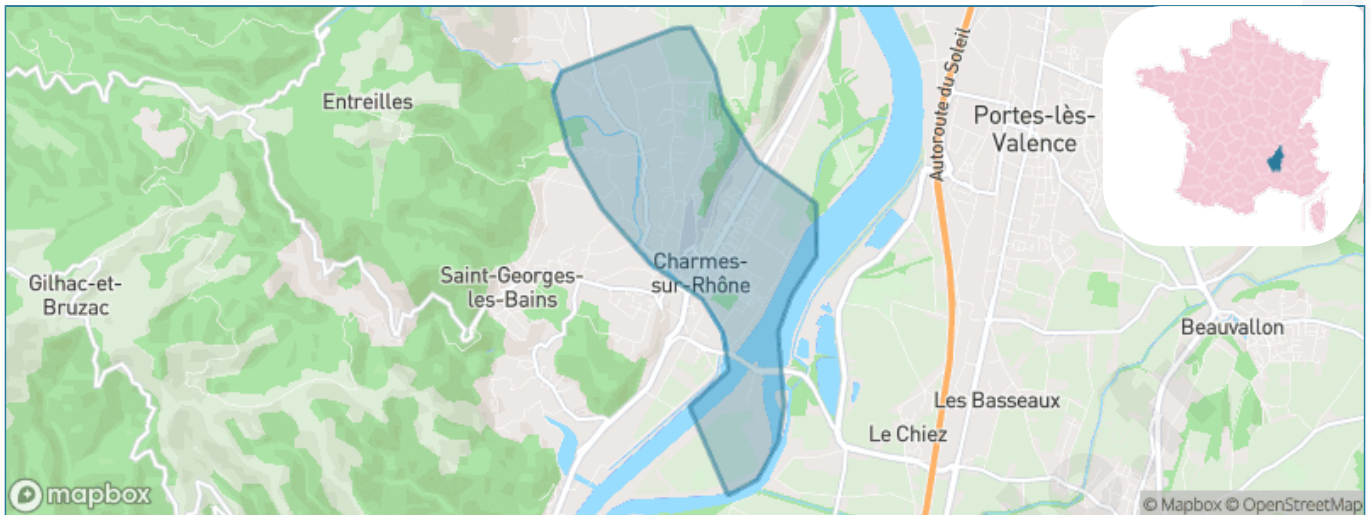 Entreilles
Autoroute du Soleil
Portes-lès-
Valence
Charmes-
sur-Rhône
Saint-Georges-
les-Bains
Gilhac-et-
Bruzac
Beauvallon
Les Basseaux
Le Chiez
mapbox
© Mapbox © OpenStreetMap